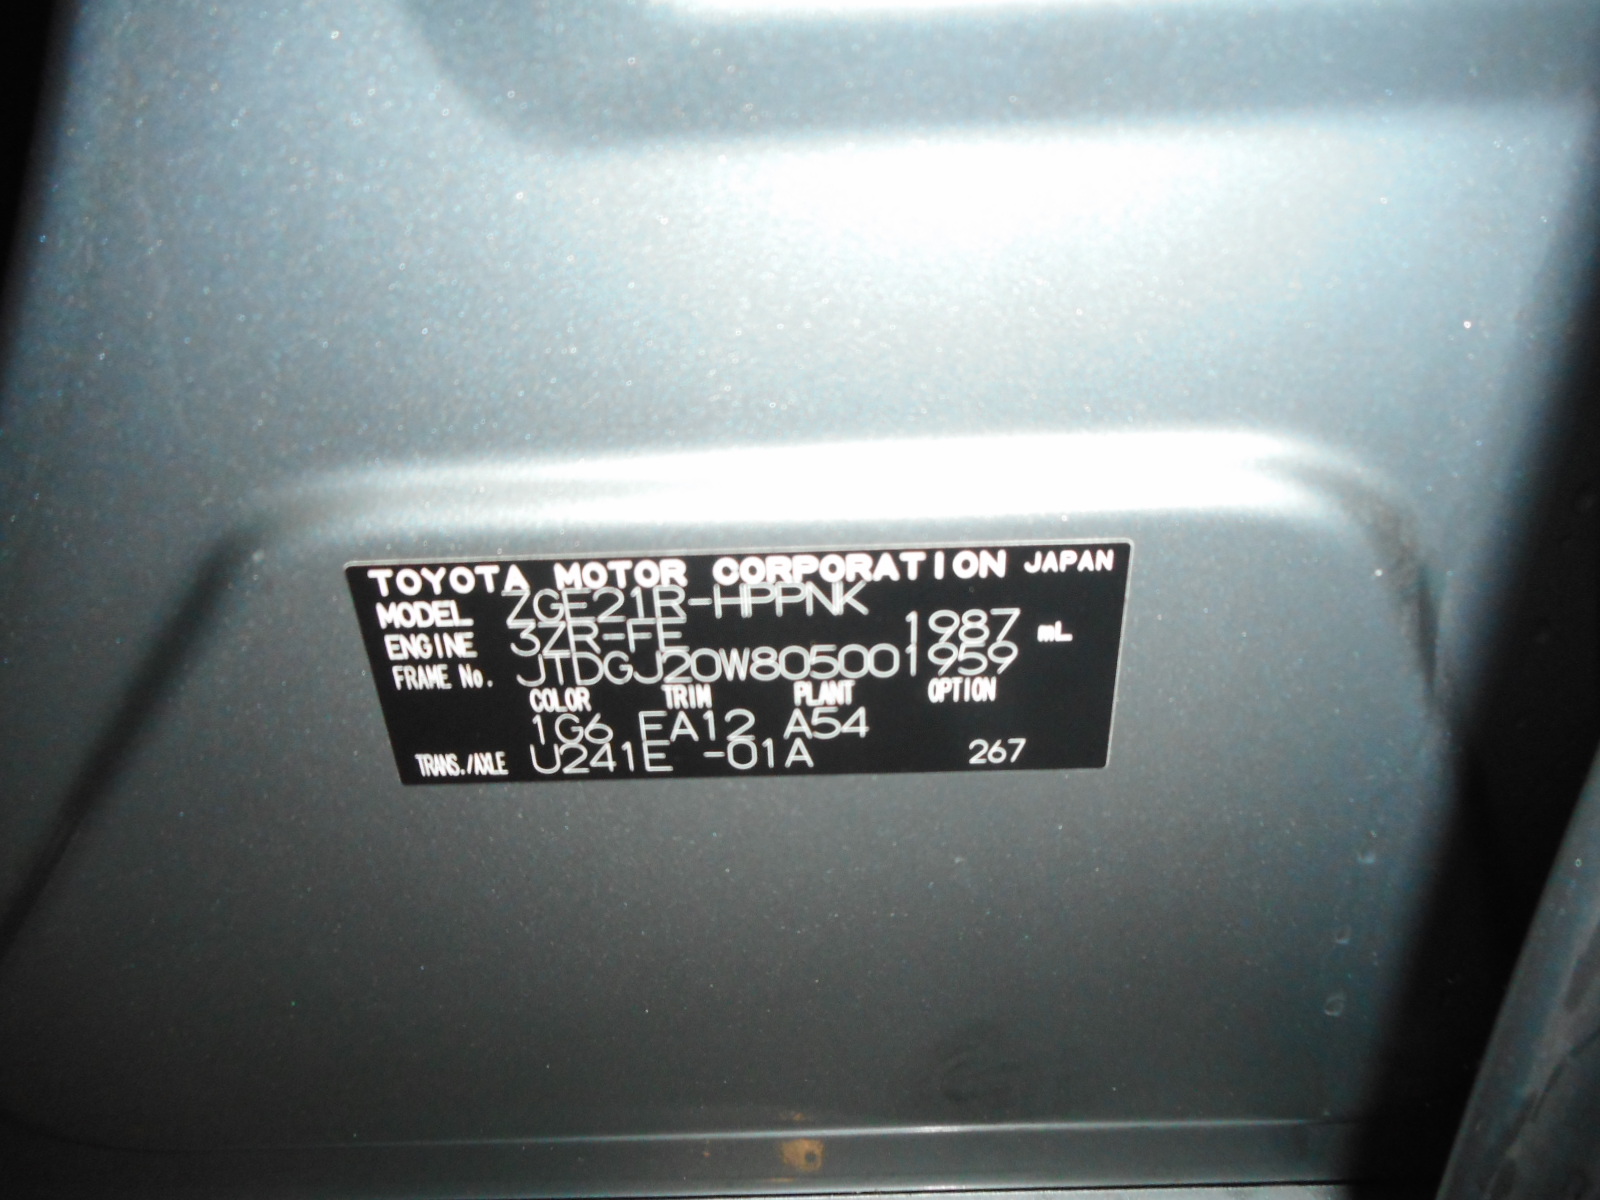 TOYOTA MOTOR CORPORATION JAPAN
MODEL ZGE21R-HPPNK
ENGINE 3ZR-FE 1987 mL
FRAME No. JTDGJ20W805001959
COLOR TRIM PLANT OPTION
1G6 EA12 A54
TRANS./AXLE U241E -01A 267